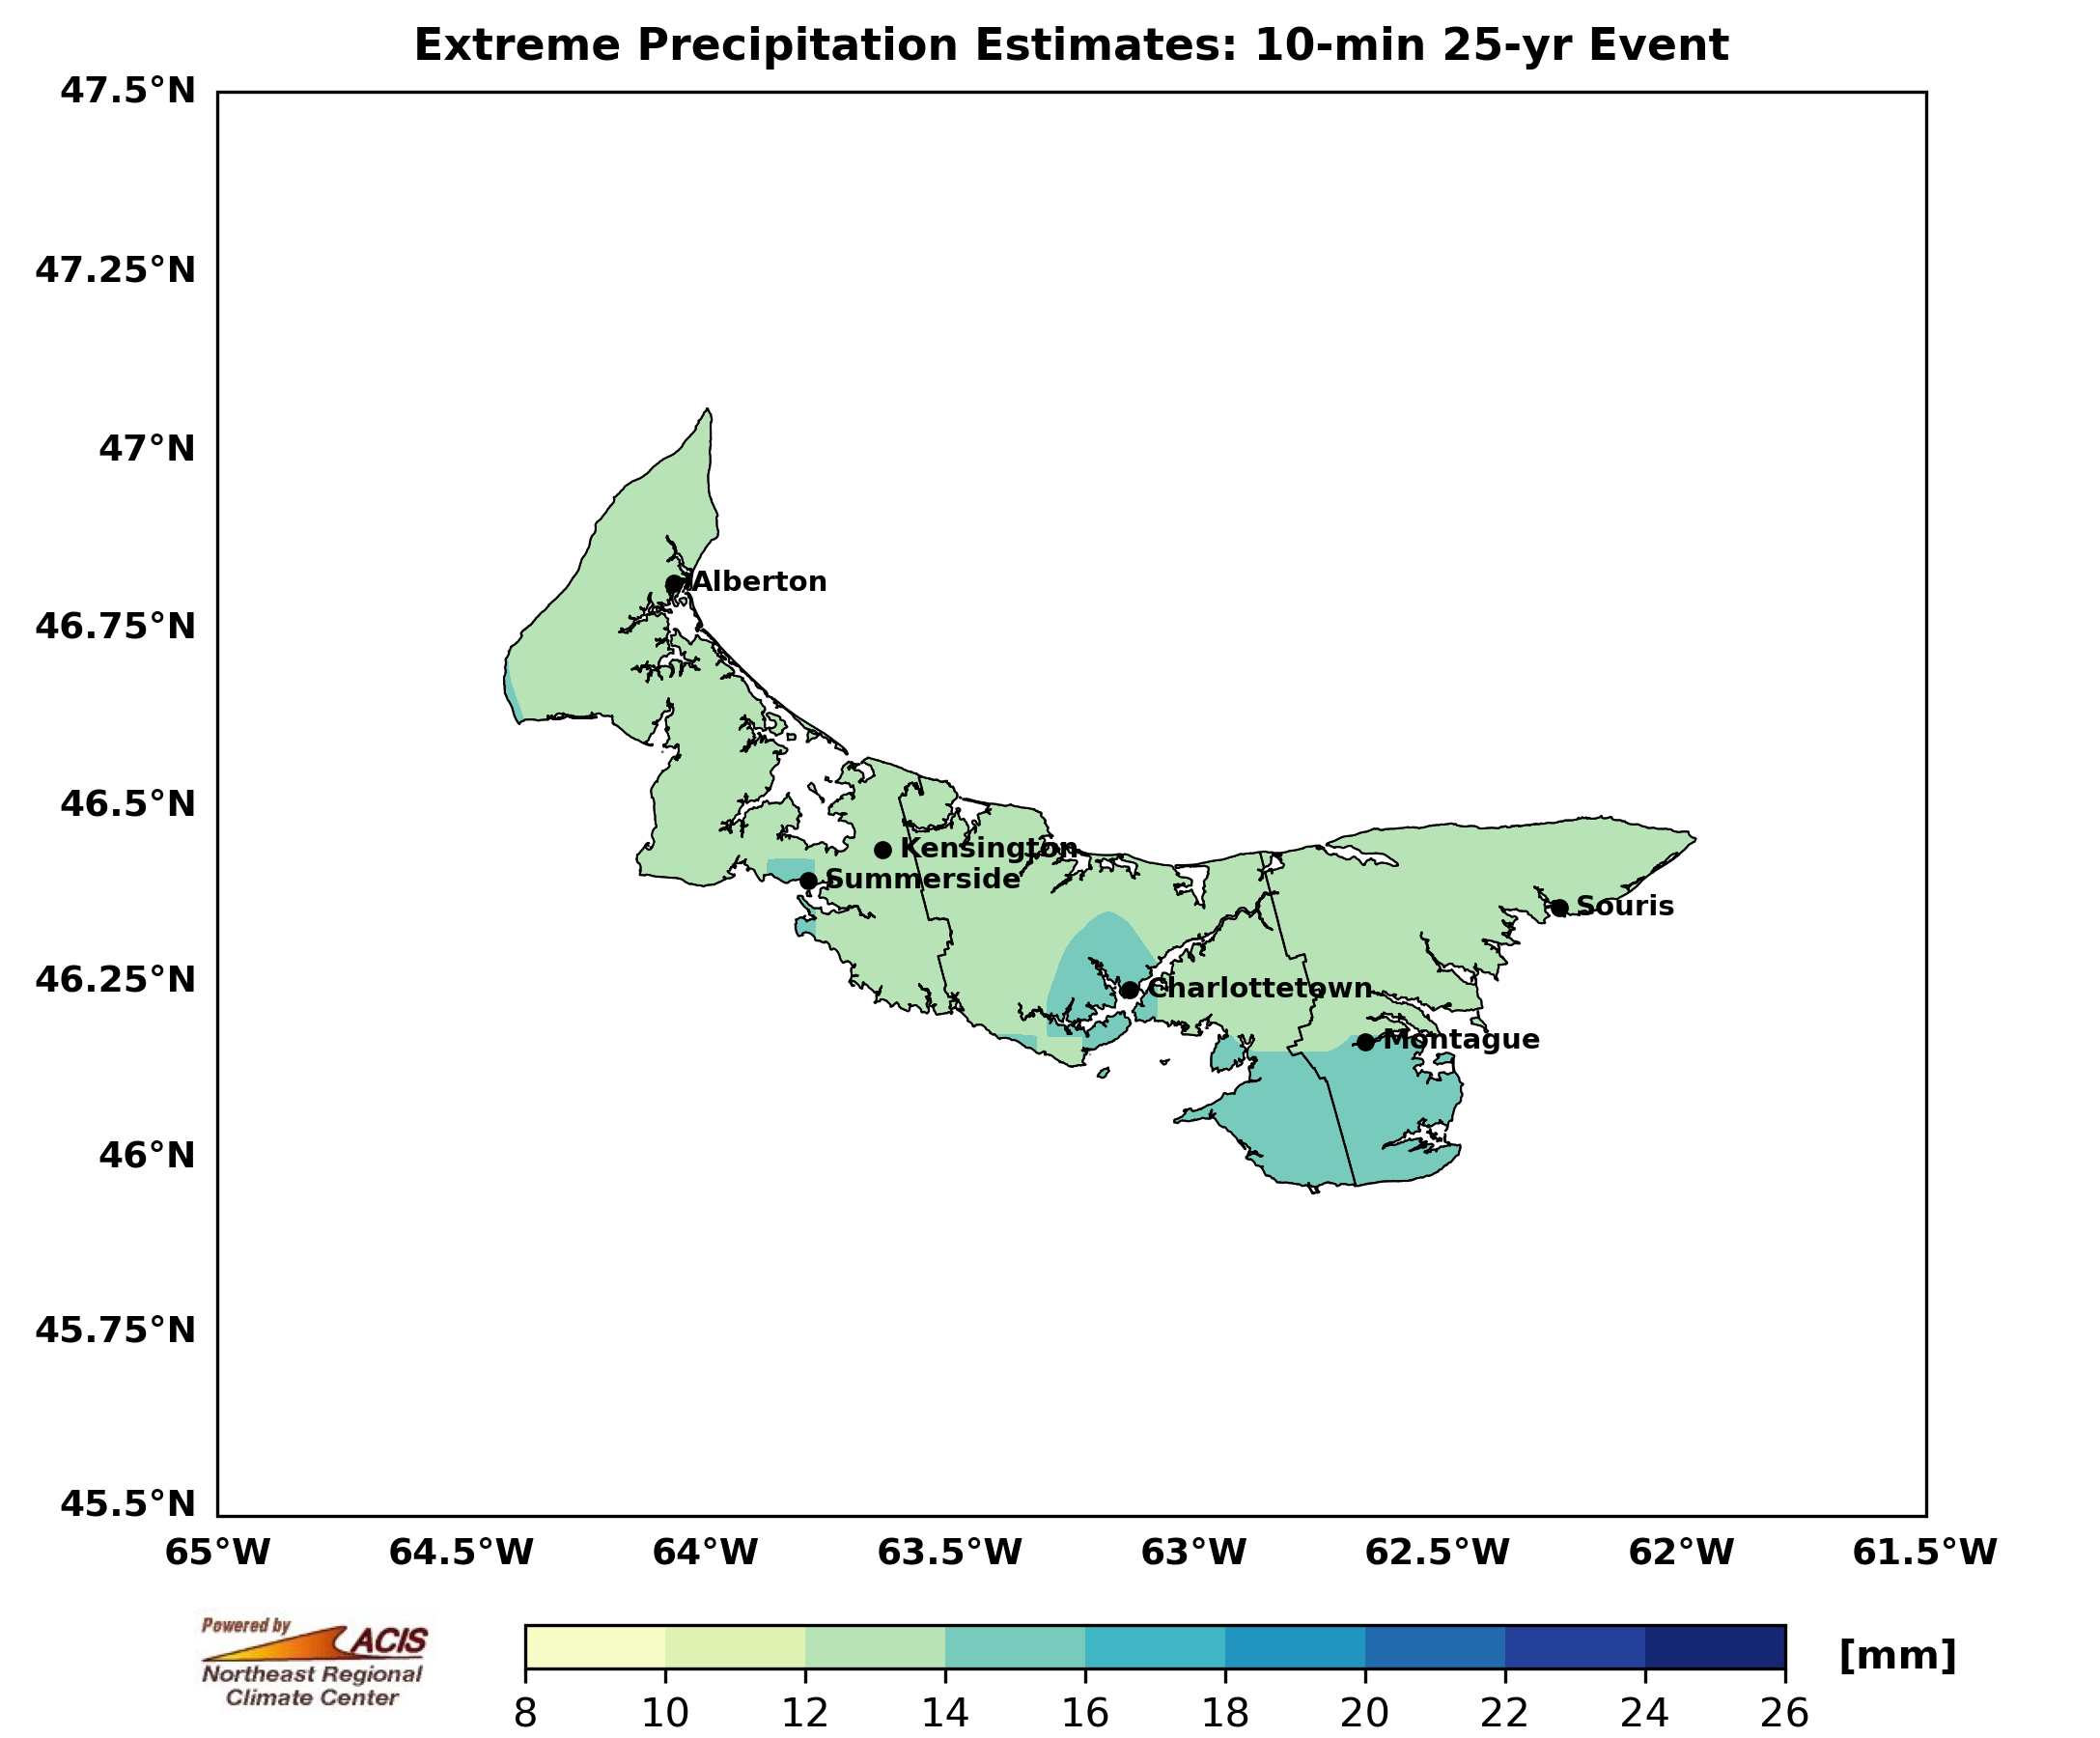 Extreme Precipitation Estimates: 10-min 25-yr Event
47.5°N
47.25°N
47°N
46.75°N
46.5°N
46.25°N
46°N
45.75°N
45.5°N
Alberton
Kensington
Summerside
Souris
Charlottetown
Montague
65°W 64.5°W 64°W 63.5°W 63°W 62.5°W 62°W 61.5°W
Powered by
ACIS
Northeast Regional
Climate Center
8 10 12 14 16 18 20 22 24 26
[mm]